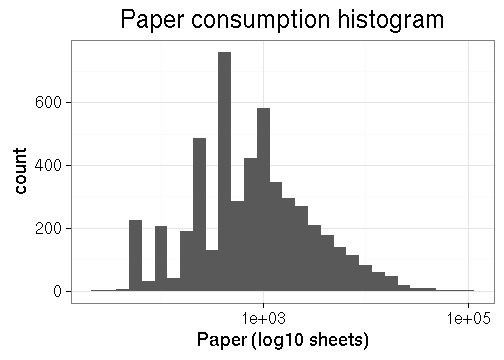 Paper consumption histogram
count
600
400
200
0
1e+03
1e+05
Paper (log10 sheets)